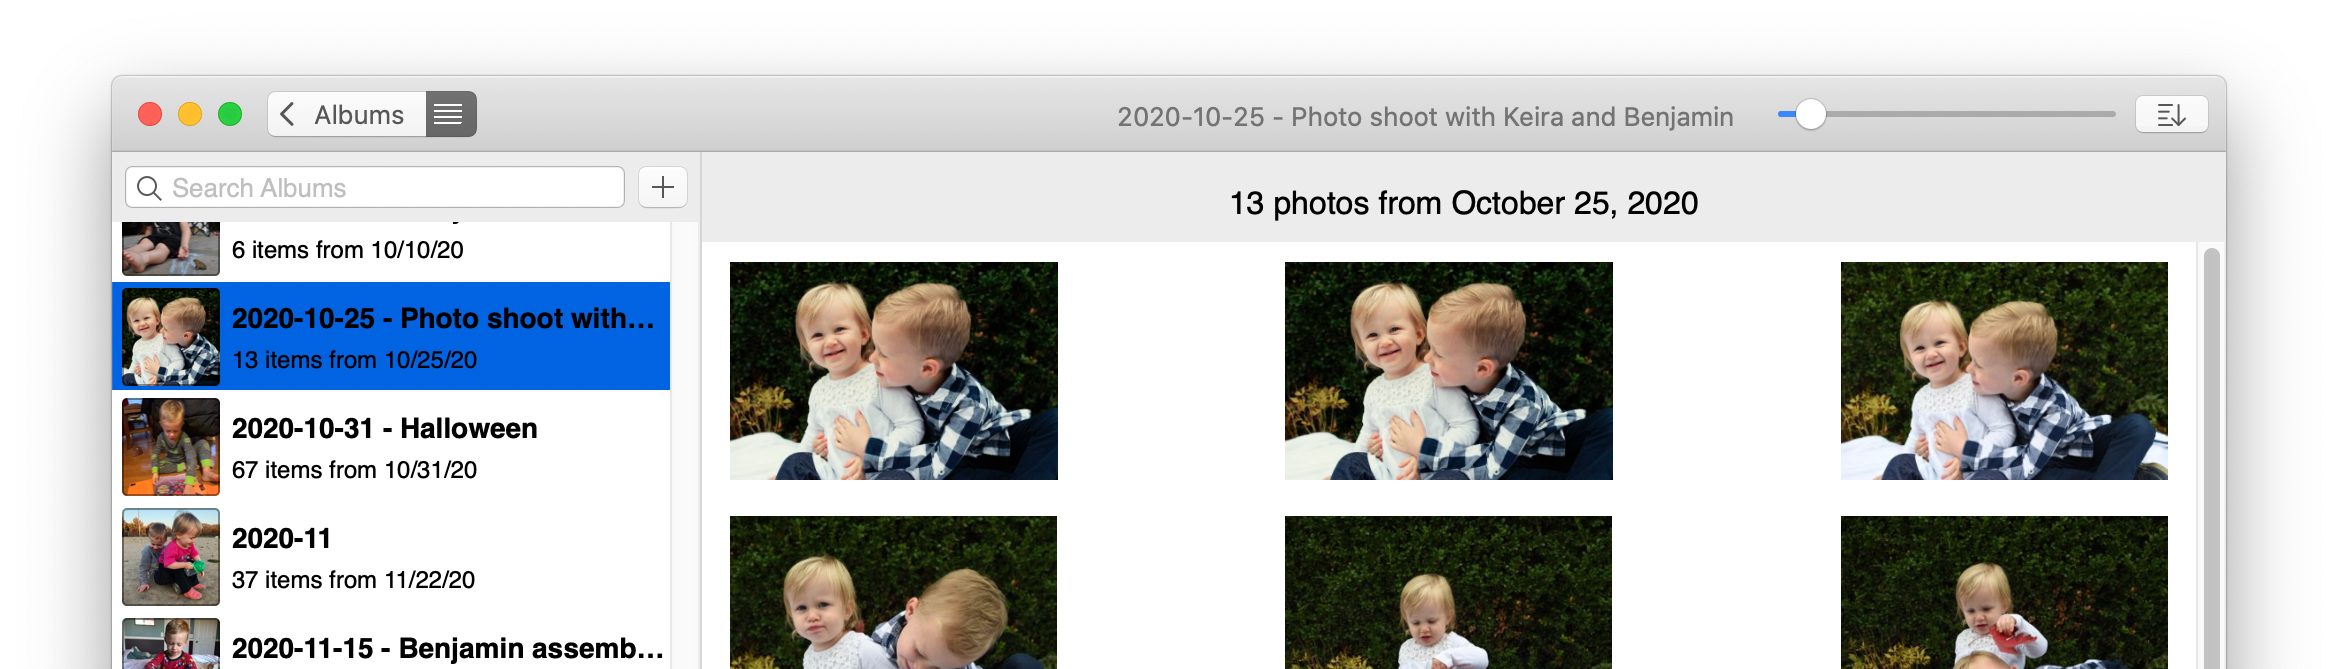 Albums
2020-10-25 - Photo shoot with Keira and Benjamin
Search Albums
13 photos from October 25, 2020
6 items from 10/10/20
2020-10-25 - Photo shoot with…
13 items from 10/25/20
2020-10-31 - Halloween
67 items from 10/31/20
2020-11
37 items from 11/22/20
2020-11-15 - Benjamin assemb…